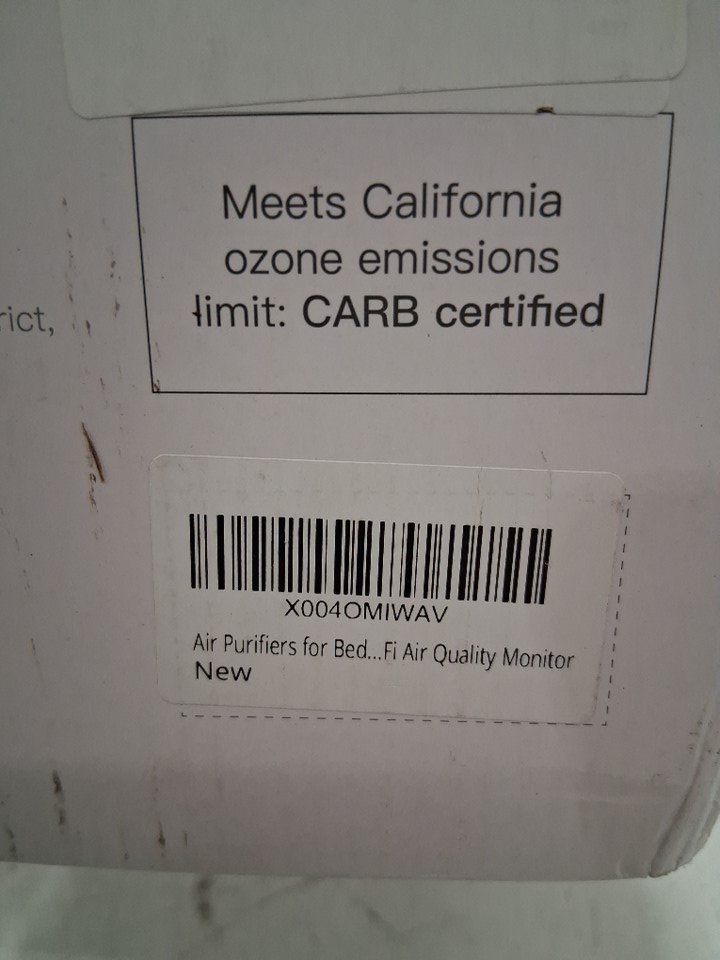 Meets California
ozone emissions
limit: CARB certified
rict,
X004OMIWAV
Air Purifiers for Bed...Fi Air Quality Monitor
New